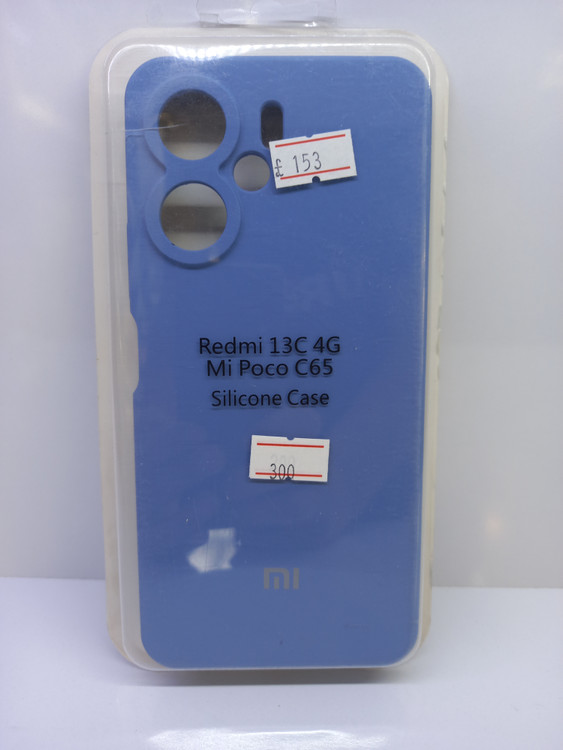 £ 153
Redmi 13C 4G
Mi Poco C65
Silicone Case
300
mi